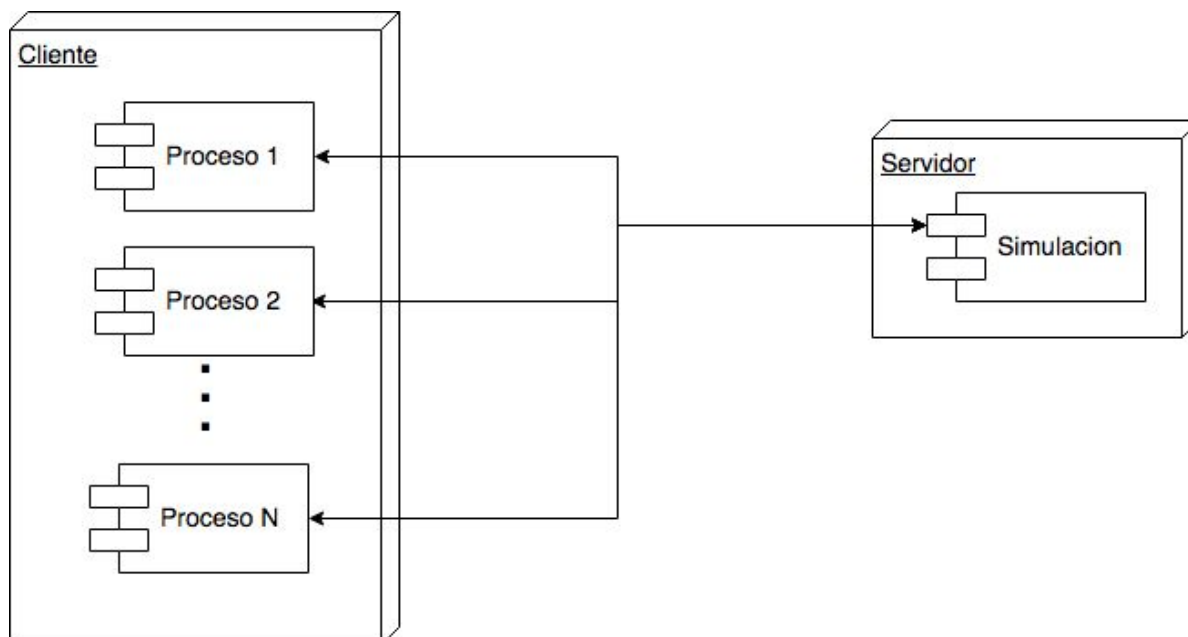 Cliente
Proceso 1
Proceso 2
Proceso N
Servidor
Simulacion